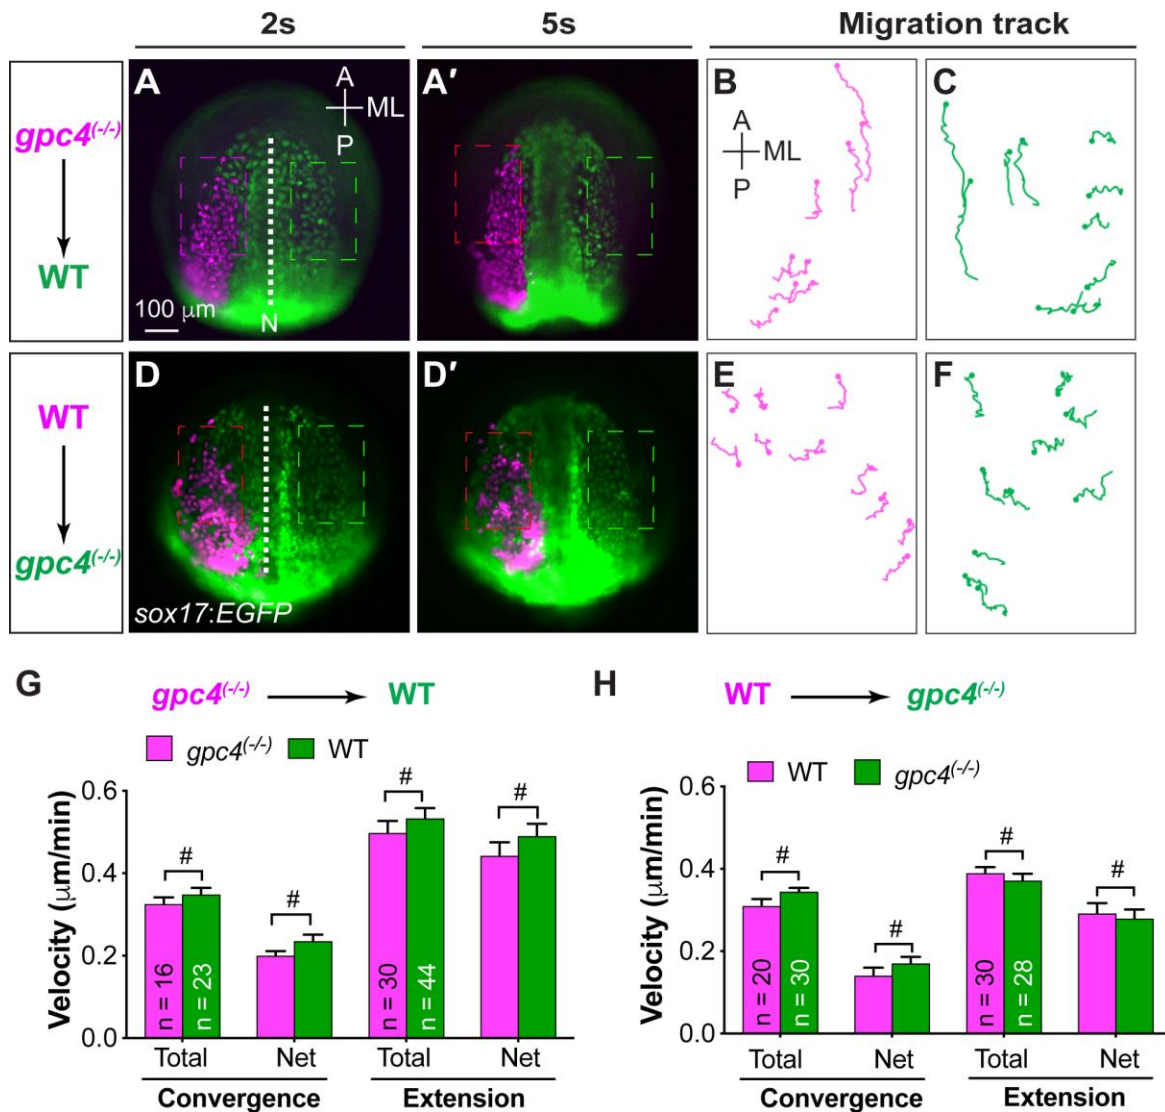 2s 5s Migration track
gpc4(-/-)
WT
A
A
ML
P
100 μm
N
A′
B
A
ML
P
C
WT
gpc4(-/-)
D
sox17:EGFP
D′
E
F
G
gpc4(-/-) WT
gpc4(-/-) WT
Velocity (μm/min)
0.6
0.4
0.2
0.0
# # # #
n = 16
n = 23
n = 30
n = 44
Total Net Total Net
Convergence Extension
H
WT gpc4(-/-)
WT gpc4(-/-)
Velocity (μm/min)
0.6
0.4
0.2
0.0
# # # #
n = 20
n = 30
n = 30
n = 28
Total Net Total Net
Convergence Extension